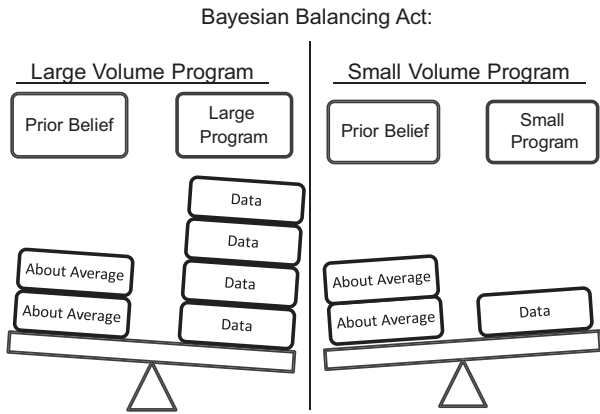 Bayesian Balancing Act:
Large Volume Program
Prior Belief
Large
Program
Data
Data
Data
Data
About Average
About Average
Small Volume Program
Prior Belief
Small
Program
About Average
About Average
Data